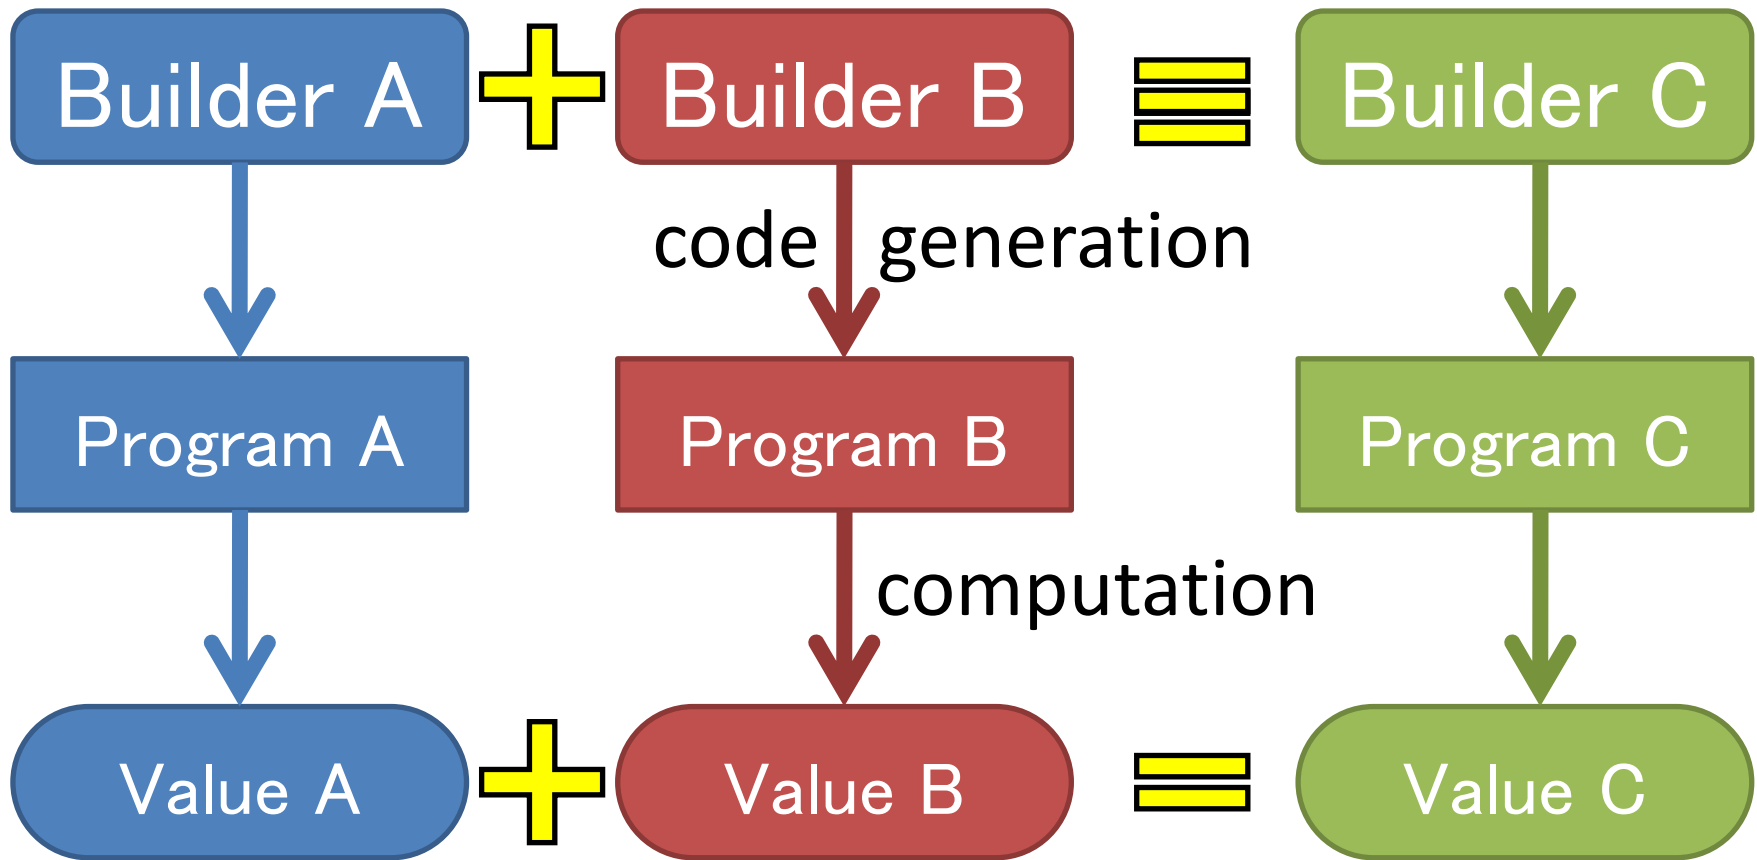 Builder A + Builder B ≡ Builder C
code generation
Program A Program B Program C
computation
Value A + Value B = Value C